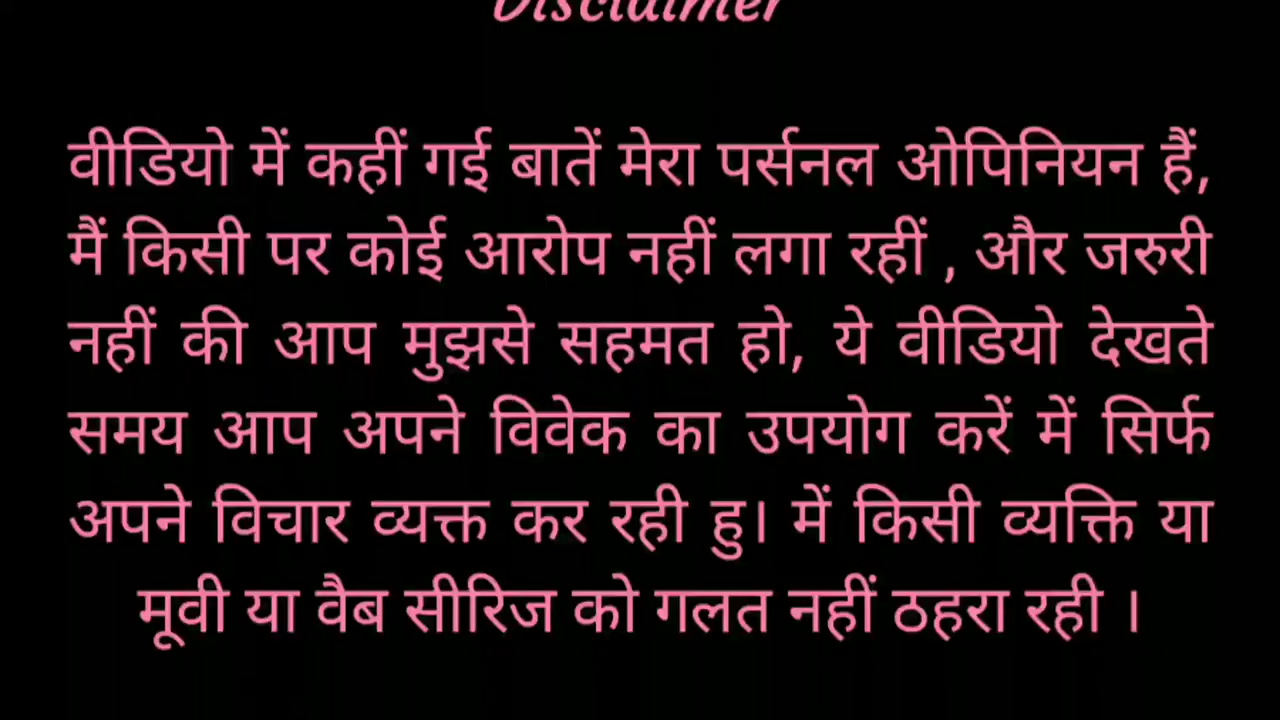 Disclaimer
वीडियो में कहीं गई बातें मेरा पर्सनल ओपिनियन हैं,
मैं किसी पर कोई आरोप नहीं लगा रहीं , और जरुरी
नहीं की आप मुझसे सहमत हो, ये वीडियो देखते
समय आप अपने विवेक का उपयोग करें में सिर्फ
अपने विचार व्यक्त कर रही हु। में किसी व्यक्ति या
मूवी या वैब सीरिज को गलत नहीं ठहरा रही ।